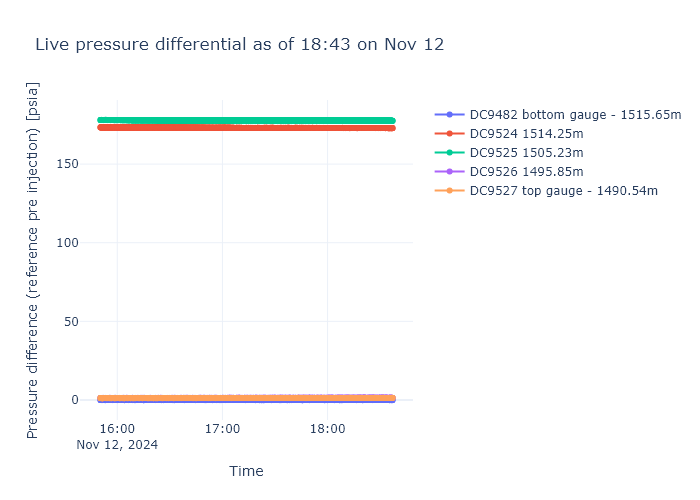 Live pressure differential as of 18:43 on Nov 12
Pressure difference (reference pre injection) [psia]
150
100
50
0
16:00
Nov 12, 2024
17:00
18:00
Time
DC9482 bottom gauge - 1515.65m
DC9524 1514.25m
DC9525 1505.23m
DC9526 1495.85m
DC9527 top gauge - 1490.54m